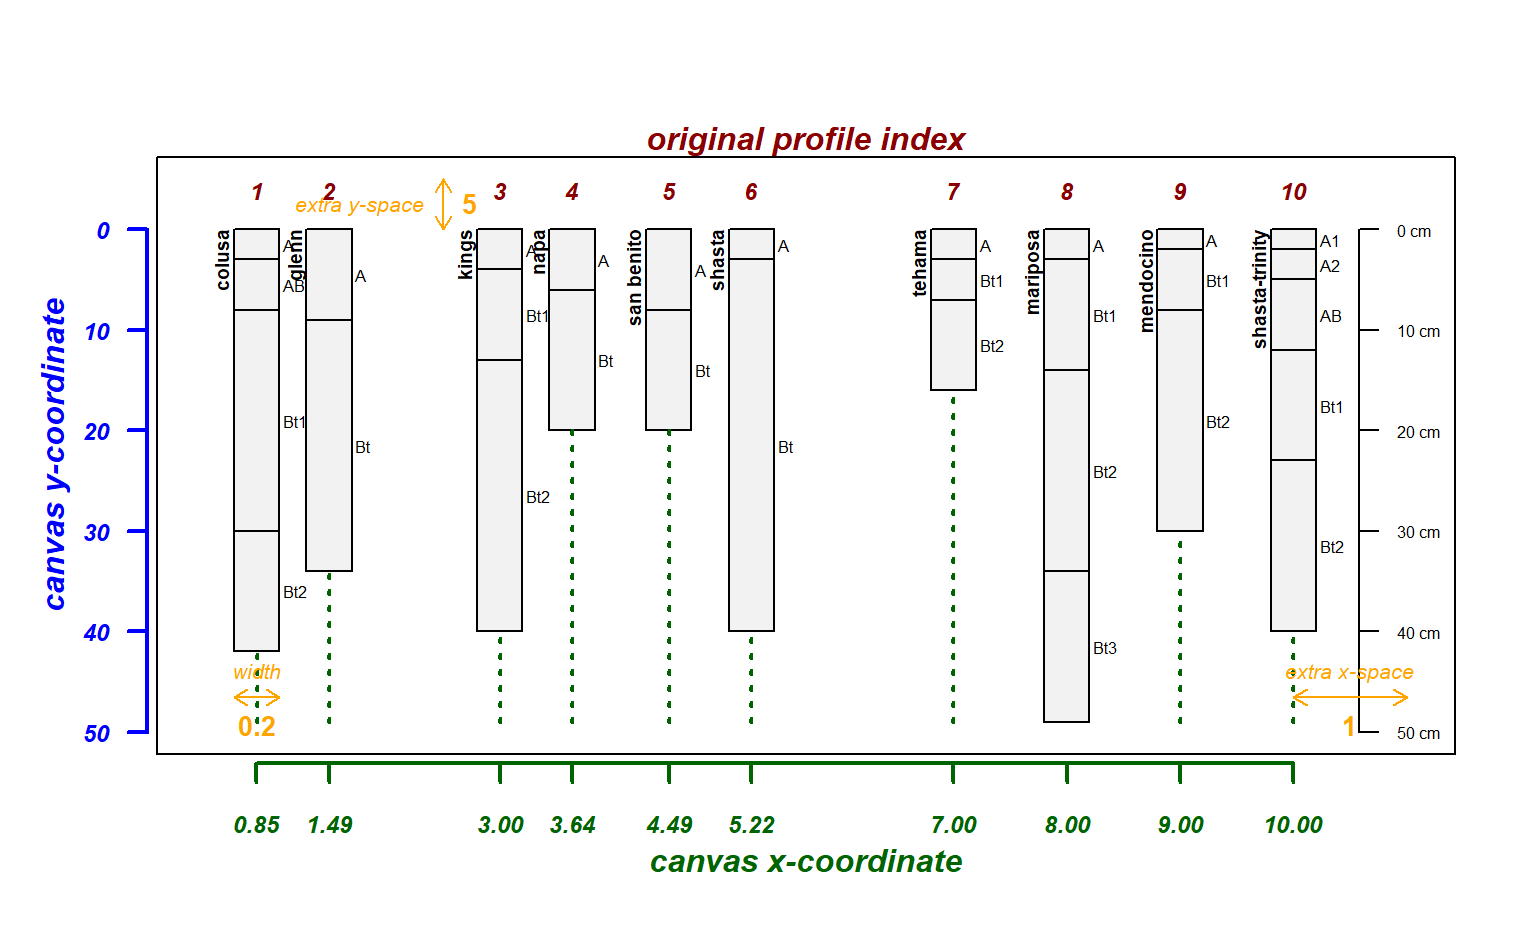 original profile index
1 2 3 4 5 6 7 8 9 10
extra y-space 5
canvas y-coordinate
0
10
20
30
40
50
colusa
A
AB
Bt1
Bt2
glenn
A
Bt
kings
A
Bt1
Bt2
napa
A
Bt
san benito
A
Bt
shasta
A
Bt
tehama
A
Bt1
Bt2
mariposa
A
Bt1
Bt2
Bt3
mendocino
A
Bt1
Bt2
shasta-trinity
A1
A2
AB
Bt1
Bt2
0 cm
10 cm
20 cm
30 cm
40 cm
50 cm
width
0.2
extra x-space
1
0.85 1.49 3.00 3.64 4.49 5.22 7.00 8.00 9.00 10.00
canvas x-coordinate